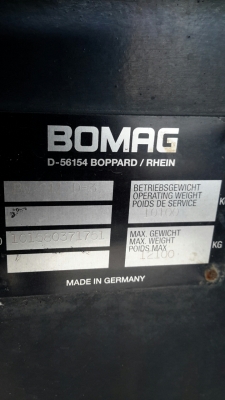 BOMAG
D-56154 BOPPARD / RHEIN
BETRIEBSGEWICHT
OPERATING WEIGHT
POIDS DE SERVICE
MAX. GEWICHT
MAX. WEIGHT KG
POIDS MAX.
12100
MADE IN GERMANY